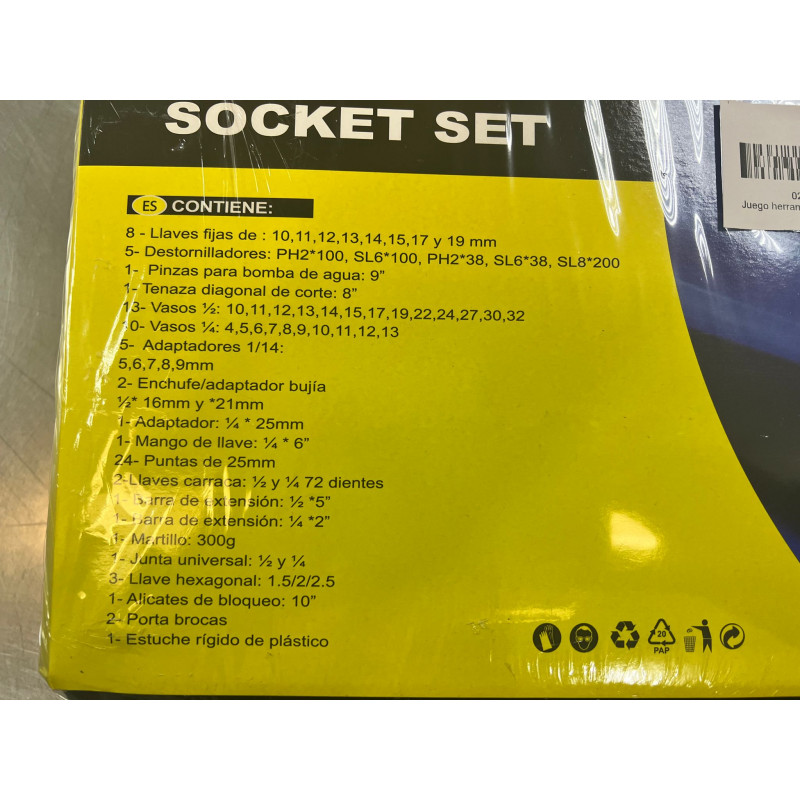 SOCKET SET
ES CONTIENE:
8 - Llaves fijas de : 10,11,12,13,14,15,17 y 19 mm
5- Destornilladores: PH2*100, SL6*100, PH2*38, SL6*38, SL8*200
1- Pinzas para bomba de agua: 9”
1- Tenaza diagonal de corte: 8”
13- Vasos ½: 10,11,12,13,14,15,17,19,22,24,27,30,32
10- Vasos ¼: 4,5,6,7,8,9,10,11,12,13
5- Adaptadores 1/14:
5,6,7,8,9mm
2- Enchufe/adaptador bujía
½* 16mm y *21mm
1- Adaptador: ¼ * 25mm
1- Mango de llave: ¼ * 6”
24- Puntas de 25mm
2-Llaves carraca: ½ y ¼ 72 dientes
1- Barra de extensión: ½ *5”
1- Barra de extensión: ¼ *2”
1- Martillo: 300g
1- Junta universal: ½ y ¼
3- Llave hexagonal: 1.5/2/2.5
1- Alicates de bloqueo: 10”
2- Porta brocas
1- Estuche rígido de plástico
02
Juego
20
PAP